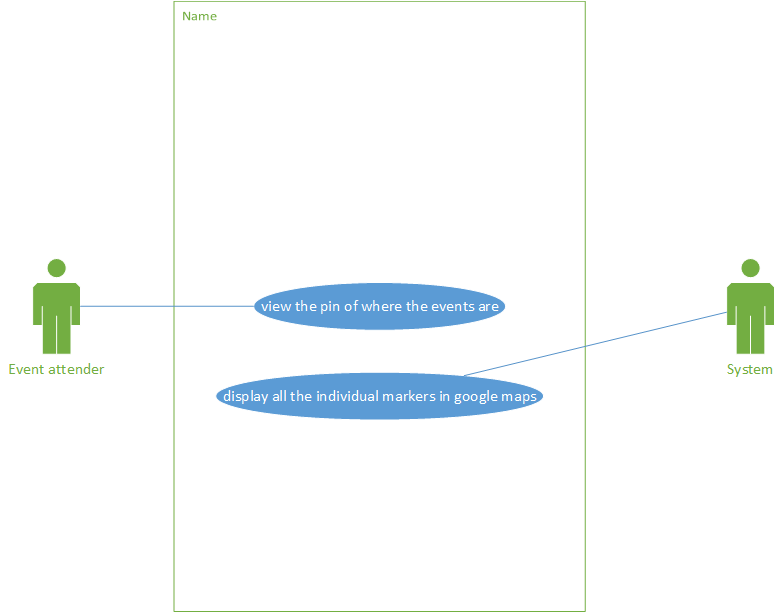 Name
view the pin of where the events are
Event attender
System
display all the individual markers in google maps